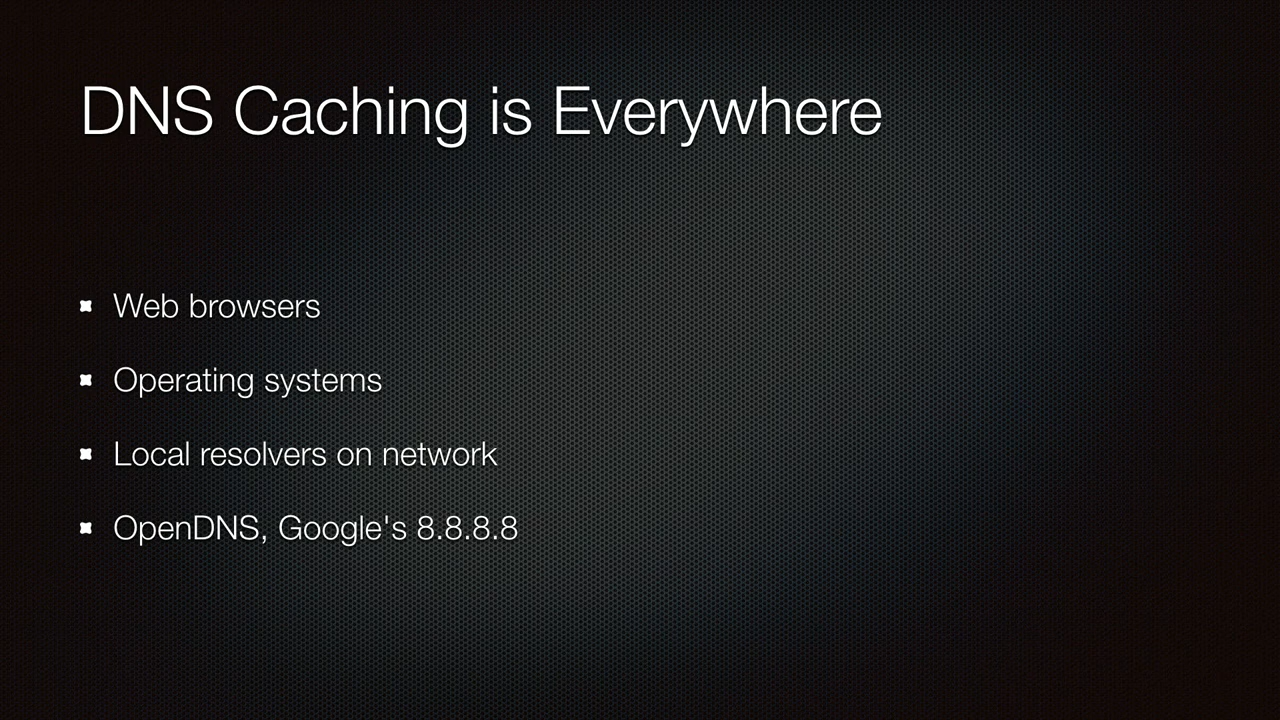 DNS Caching is Everywhere
Web browsers
Operating systems
Local resolvers on network
OpenDNS, Google's 8.8.8.8